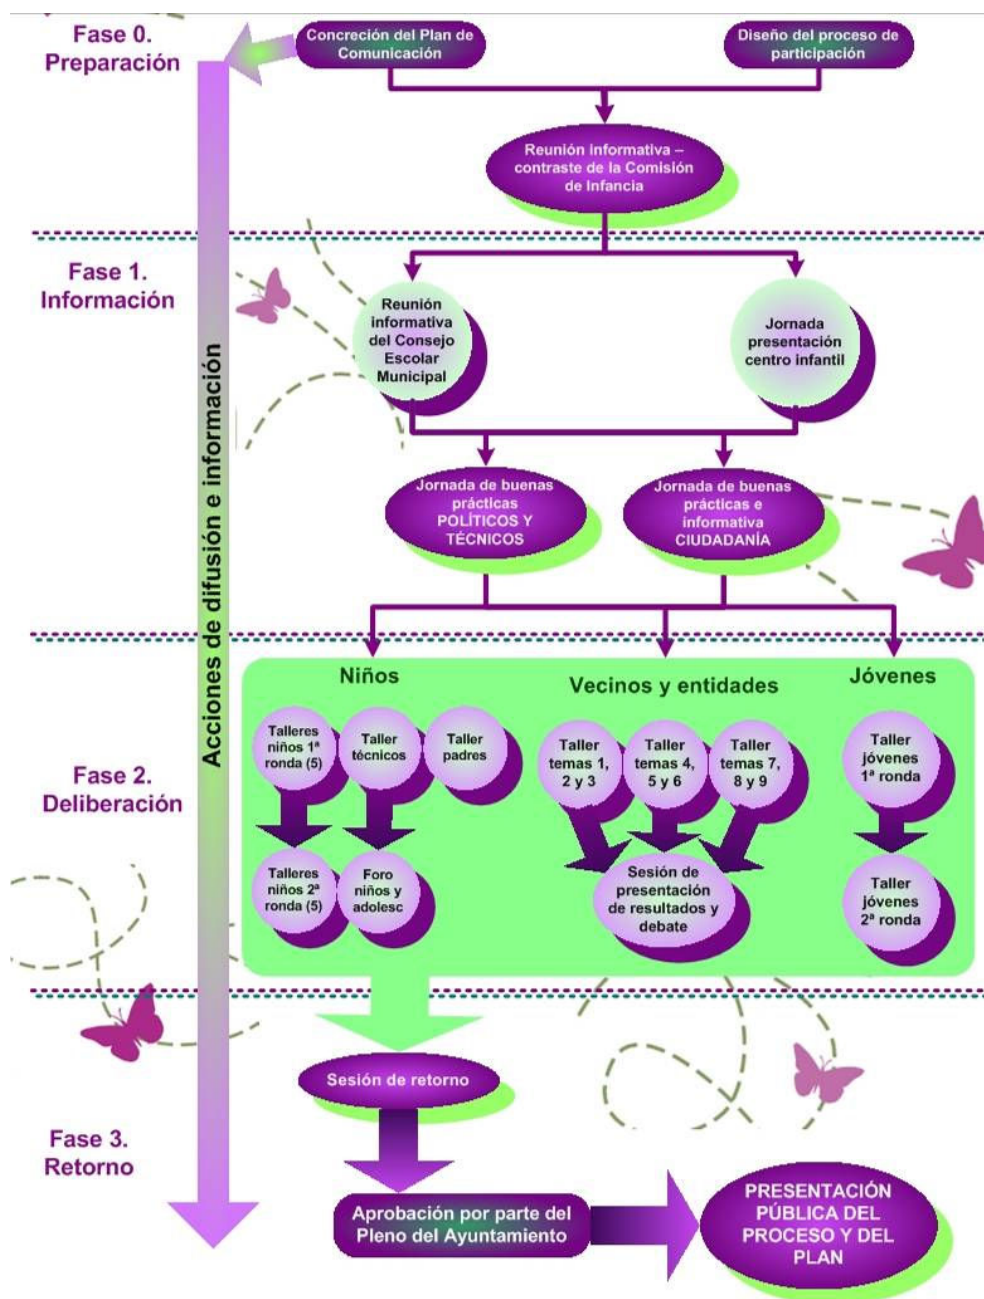 Fase 0.
Preparación
Concreción del Plan de
Comunicación
Diseño del proceso de
participación
Reunión informativa –
contraste de la Comisión
de Infancia
Acciones de difusión e información
Fase 1.
Información
Reunión
informativa
del Consejo
Escolar
Municipal
Jornada
presentación
centro infantil
Jornada de buenas
prácticas
POLÍTICOS Y
TÉCNICOS
Jornada de buenas
prácticas e
informativa
CIUDADANÍA
Fase 2.
Deliberación
Niños
Talleres
niños 1ª
ronda (5)
Taller
técnicos
Taller
padres
Talleres
niños 2ª
ronda (5)
Foro
niños y
adolesc
Vecinos y entidades
Taller
temas 1,
2 y 3
Taller
temas 4,
5 y 6
Taller
temas 7,
8 y 9
Sesión de
presentación
de resultados y
debate
Jóvenes
Taller
jóvenes
1ª ronda
Taller
jóvenes
2ª ronda
Fase 3.
Retorno
Sesión de retorno
Aprobación por parte del
Pleno del Ayuntamiento
PRESENTACIÓN
PÚBLICA DEL
PROCESO Y DEL
PLAN